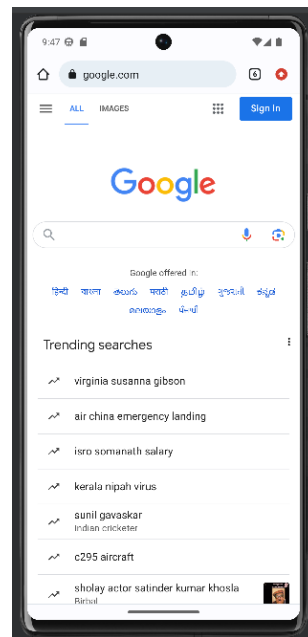 9:47
google.com 6
ALL IMAGES Sign in
Google
Google offered in:
हिन्दी বাংলা తెలుగు मराठी தமிழ் ગુજરાતી ಕನ್ನಡ
മലയാളം ਪੰਜਾਬੀ
Trending searches
virginia susanna gibson
air china emergency landing
isro somanath salary
kerala nipah virus
sunil gavaskar
Indian cricketer
c295 aircraft
sholay actor satinder kumar khosla
Birbal